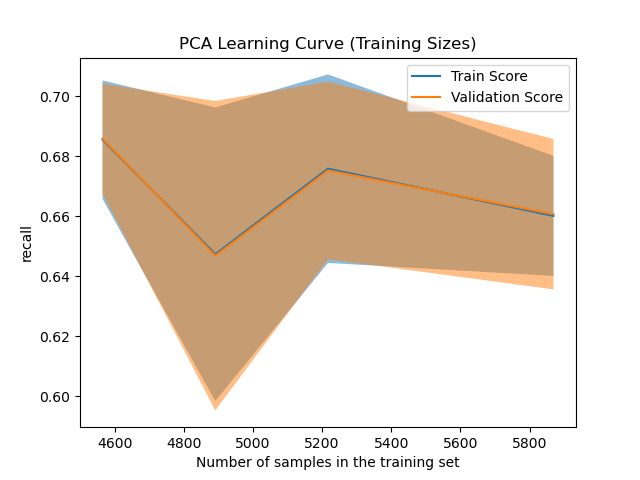 PCA Learning Curve (Training Sizes)
Train Score
Validation Score
0.70
0.68
0.66
0.64
0.62
0.60
recall
4600 4800 5000 5200 5400 5600 5800
Number of samples in the training set